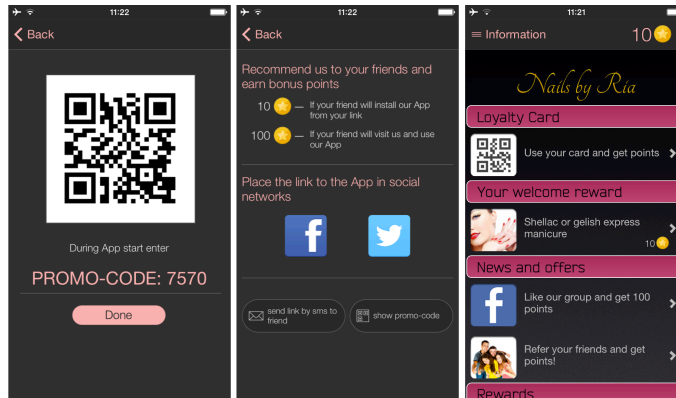 11:22
Back
During App start enter
PROMO-CODE: 7570
Done
11:22
Back
Recommend us to your friends and
earn bonus points
10 — If your friend will install our App
from your link
100 — If your friend will visit us and use
our App
Place the link to the App in social
networks
send link by sms to
friend
show promo-code
11:21
Information
10
Nails by Ria
Loyalty Card
Use your card and get points
Your welcome reward
Shellac or gelish express
manicure
10
News and offers
Like our group and get 100
points
Refer your friends and get
points!
Rewards